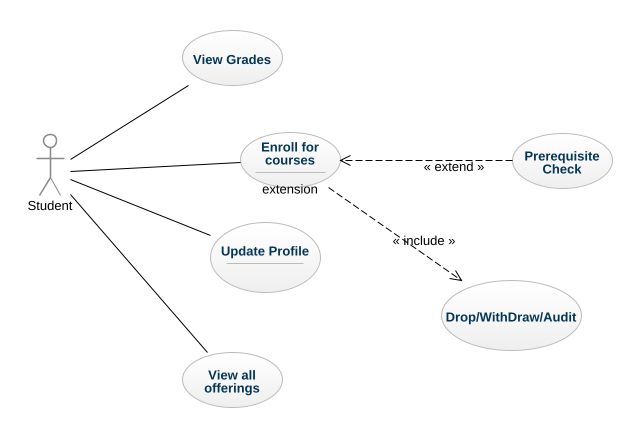 View Grades
Enroll for
courses
extension
« extend »
Prerequisite
Check
Student
« include »
Update Profile
Drop/WithDraw/Audit
View all
offerings